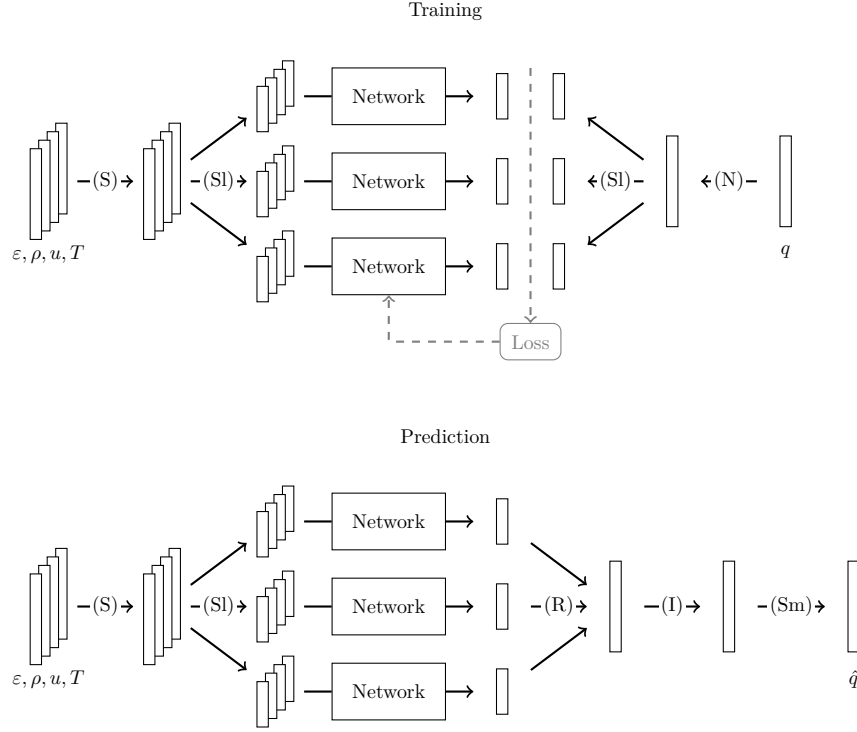 Training
Network
(S)
(Sl)
Network
(Sl)
(N)
ε, ρ, u, T
Network
q
Loss
Prediction
Network
(S)
(Sl)
Network
(R)
(I)
(Sm)
ε, ρ, u, T
Network
q̂